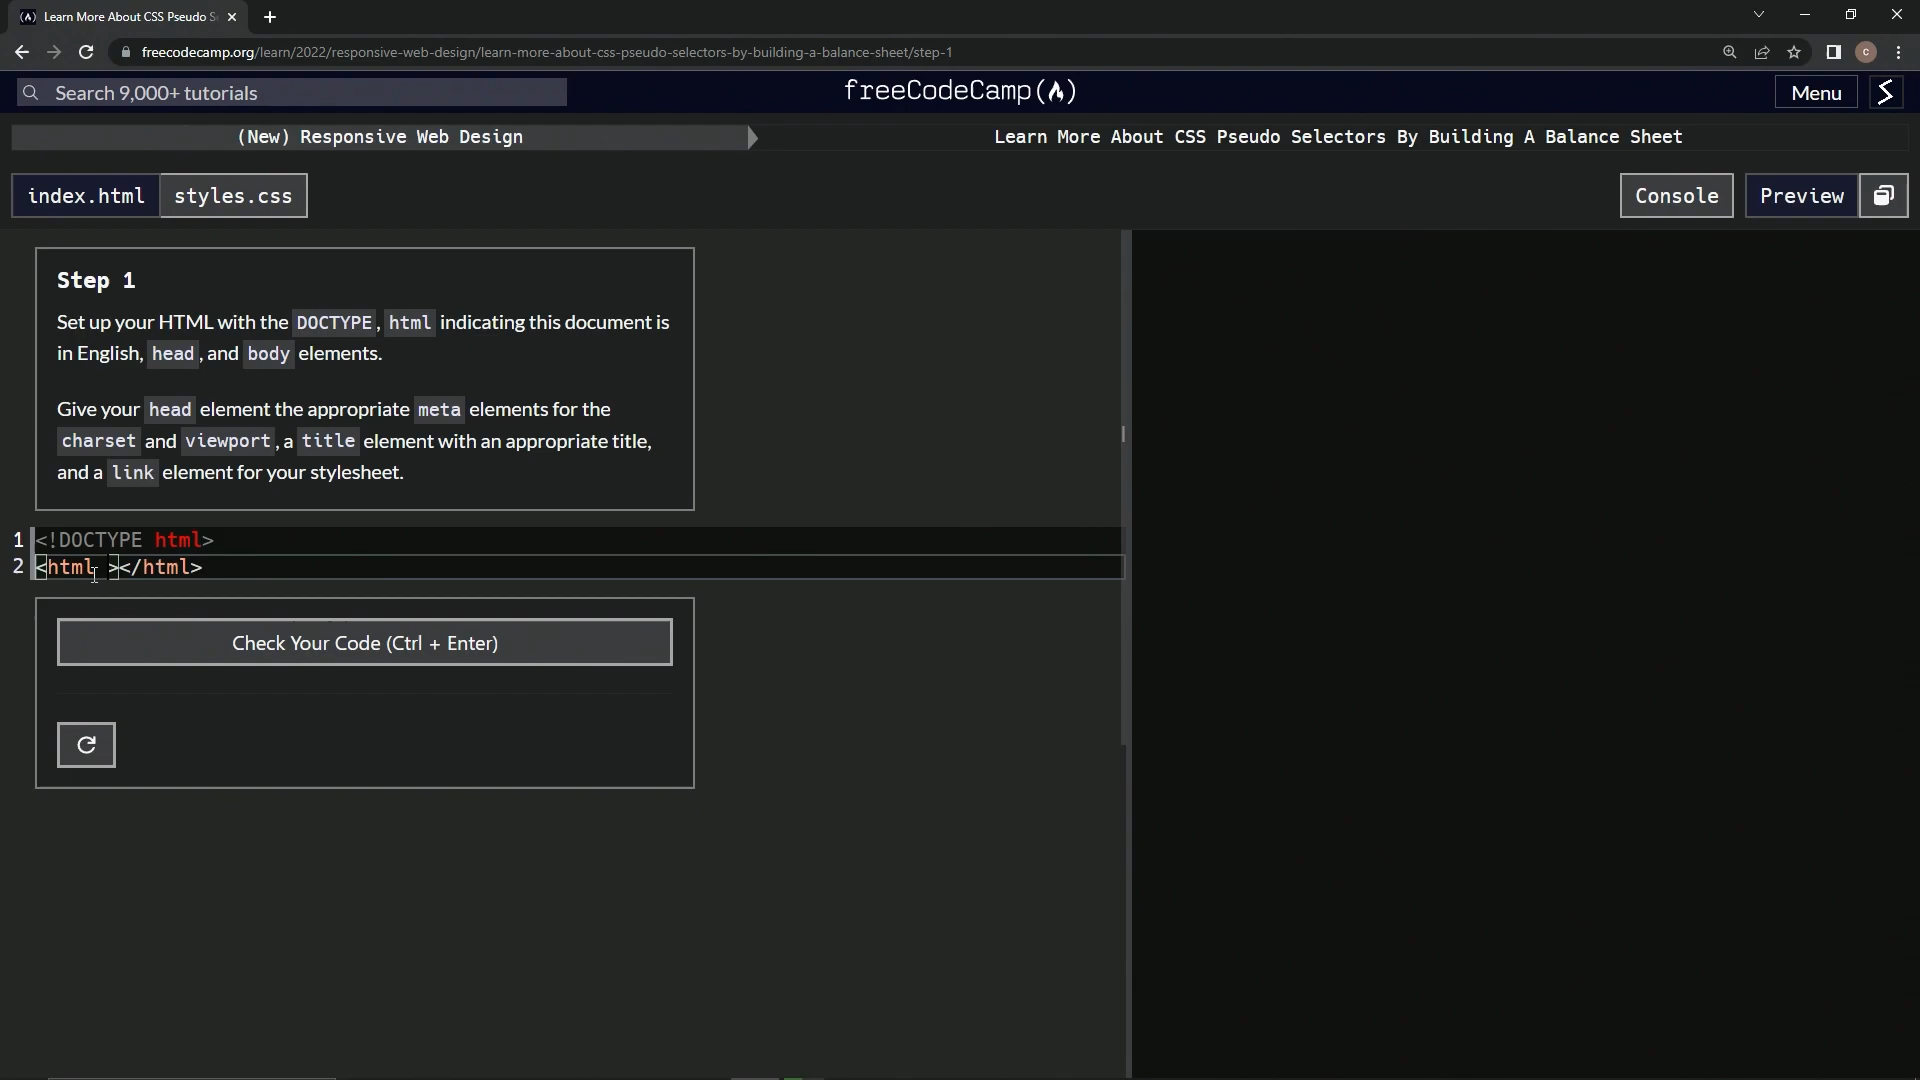 Learn More About CSS Pseudo S
freecodecamp.org/learn/2022/responsive-web-design/learn-more-about-css-pseudo-selectors-by-building-a-balance-sheet/step-1
C
Search 9,000+ tutorials
freeCodeCamp(🔥)
Menu
(New) Responsive Web Design
Learn More About CSS Pseudo Selectors By Building A Balance Sheet
index.html
styles.css
Console
Preview
Step 1
Set up your HTML with the DOCTYPE, html indicating this document is
in English, head, and body elements.
Give your head element the appropriate meta elements for the
charset and viewport, a title element with an appropriate title,
and a link element for your stylesheet.
1 <!DOCTYPE html>
2 <html ></html>
Check Your Code (Ctrl + Enter)